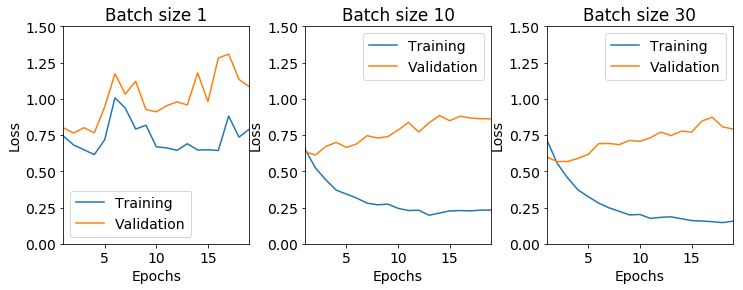 Batch size 1
Loss
1.50
1.25
1.00
0.75
0.50
0.25
0.00
Training
Validation
5
10
15
Epochs
Batch size 10
Loss
1.50
1.25
1.00
0.75
0.50
0.25
0.00
Training
Validation
5
10
15
Epochs
Batch size 30
Loss
1.50
1.25
1.00
0.75
0.50
0.25
0.00
Training
Validation
5
10
15
Epochs